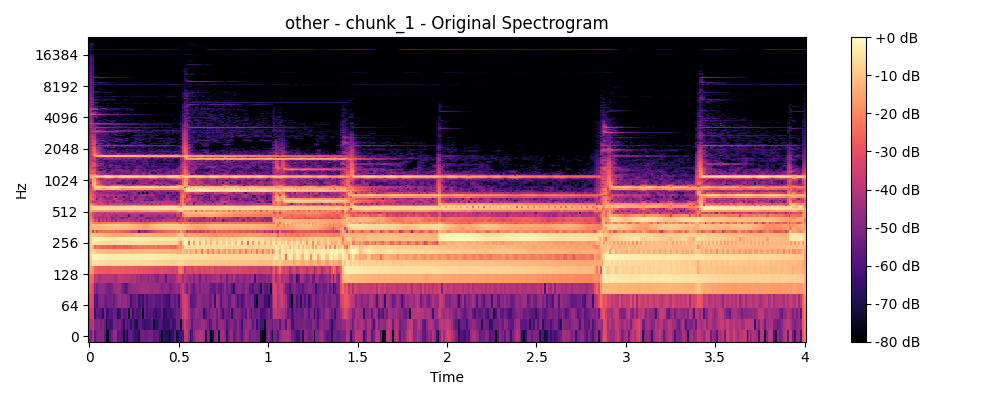 other - chunk_1 - Original Spectrogram
Hz
16384
8192
4096
2048
1024
512
256
128
64
0
0
0.5
1
1.5
2
2.5
3
3.5
4
Time
+0 dB
-10 dB
-20 dB
-30 dB
-40 dB
-50 dB
-60 dB
-70 dB
-80 dB